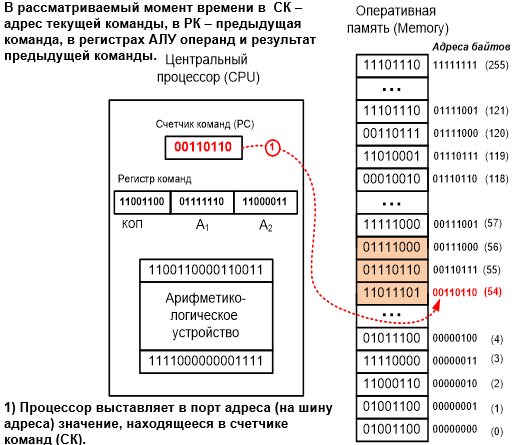 В рассматриваемый момент времени в СК –
адрес текущей команды, в РК – предыдущая
команда, в регистрах АЛУ операнд и результат
предыдущей команды.
Центральный
процессор (CPU)
Счетчик команд (PC)
00110110
1
Регистр команд
11001100 01111110 11000011
КОП A1 A2
1100110000110011
Арифметико-
логическое
устройство
1111000000001111
1) Процессор выставляет в порт адреса (на шину
адреса) значение, находящееся в счетчике
команд (СК).
Оперативная
память (Memory)
Адреса байтов
11101110 11111111 (255)
...
11101110 01111001 (121)
00110111 01111000 (120)
11010001 01110111 (119)
00010010 01110110 (118)
...
11111000 00111001 (57)
01111000 00111000 (56)
01110110 00110111 (55)
11011101 00110110 (54)
...
01011100 00000100 (4)
11110000 00000011 (3)
11000110 00000010 (2)
01001100 00000001 (1)
01001100 00000000 (0)